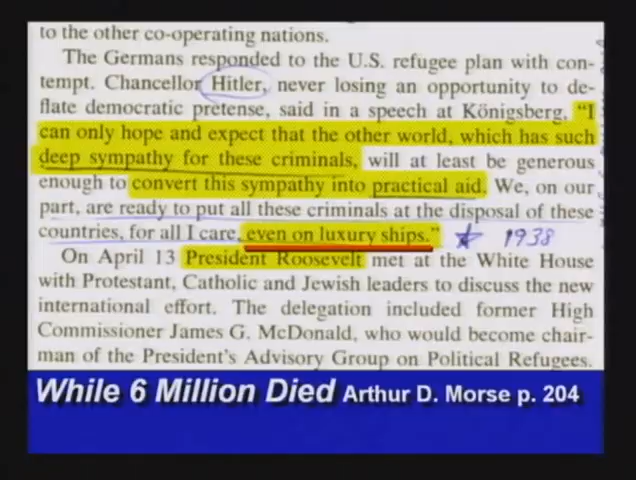 to the other co-operating nations.
The Germans responded to the U.S. refugee plan with con-
tempt. Chancellor Hitler, never losing an opportunity to de-
flate democratic pretense, said in a speech at Königsberg, “I
can only hope and expect that the other world, which has such
deep sympathy for these criminals, will at least be generous
enough to convert this sympathy into practical aid. We, on our
part, are ready to put all these criminals at the disposal of these
countries, for all I care, even on luxury ships.” 1938
On April 13 President Roosevelt met at the White House
with Protestant, Catholic and Jewish leaders to discuss the new
international effort. The delegation included former High
Commissioner James G. McDonald, who would become chair-
man of the President's Advisory Group on Political Refugees.
While 6 Million Died Arthur D. Morse p. 204